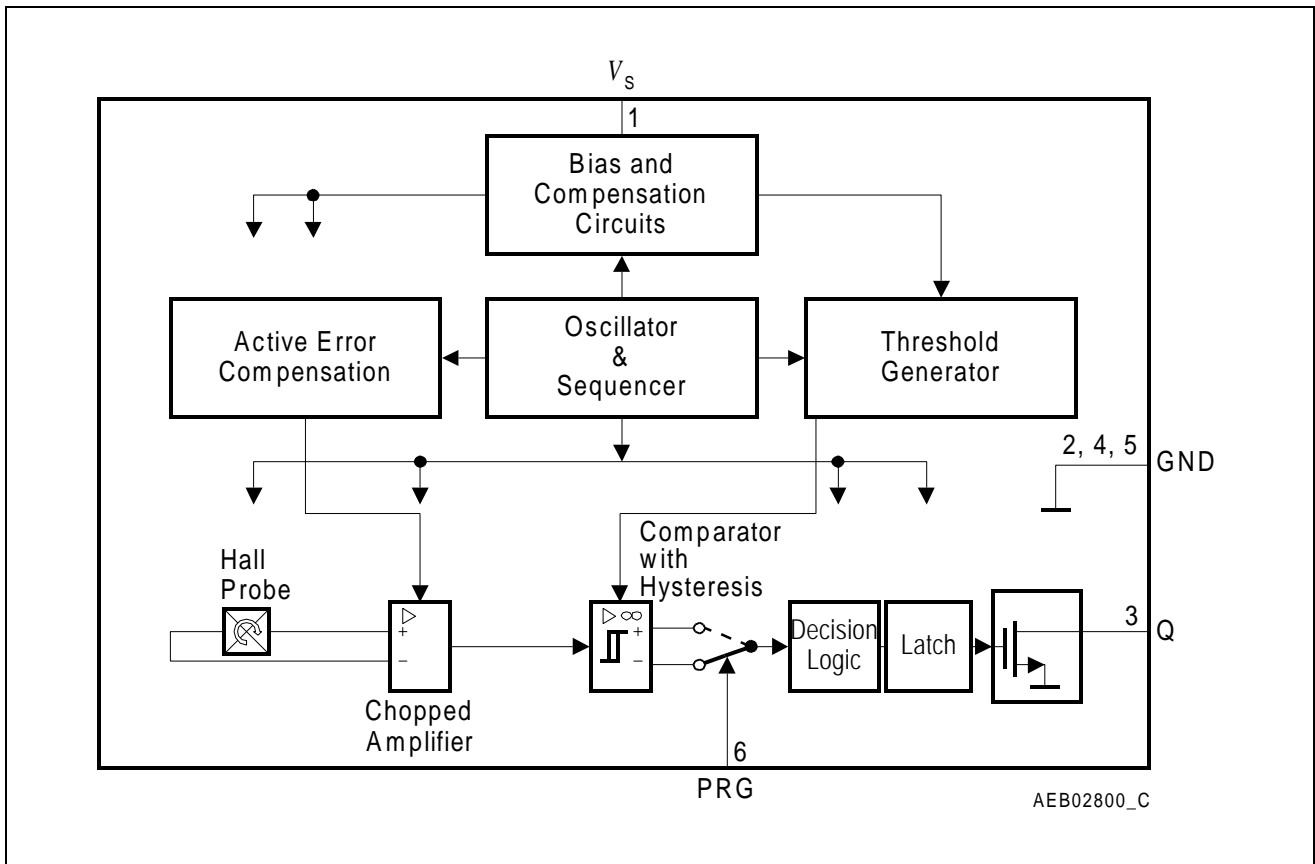 VS
1
Bias and
Compensation
Circuits
Active Error
Compensation
Oscillator
&
Sequencer
Threshold
Generator
2, 4, 5
GND
Comparator
with
Hysteresis
Hall
Probe
▷
+
−
▷ ∞
+
−
Decision
Logic
Latch
3
Q
Chopped
Amplifier
6
PRG
AEB02800_C